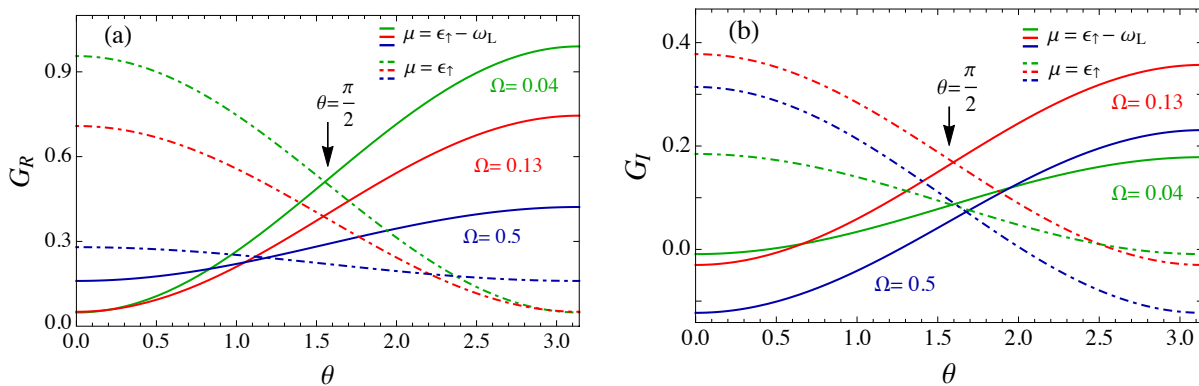 (a)
μ = ϵ↑ − ωL
μ = ϵ↑
Ω= 0.04
θ= π/2
Ω= 0.13
Ω= 0.5
GR
0.9
0.6
0.3
0.0
0.0 0.5 1.0 1.5 2.0 2.5 3.0
θ
(b)
μ = ϵ↑ − ωL
μ = ϵ↑
Ω= 0.13
θ= π/2
Ω= 0.04
Ω= 0.5
GI
0.4
0.2
0.0
0.0 0.5 1.0 1.5 2.0 2.5 3.0
θ